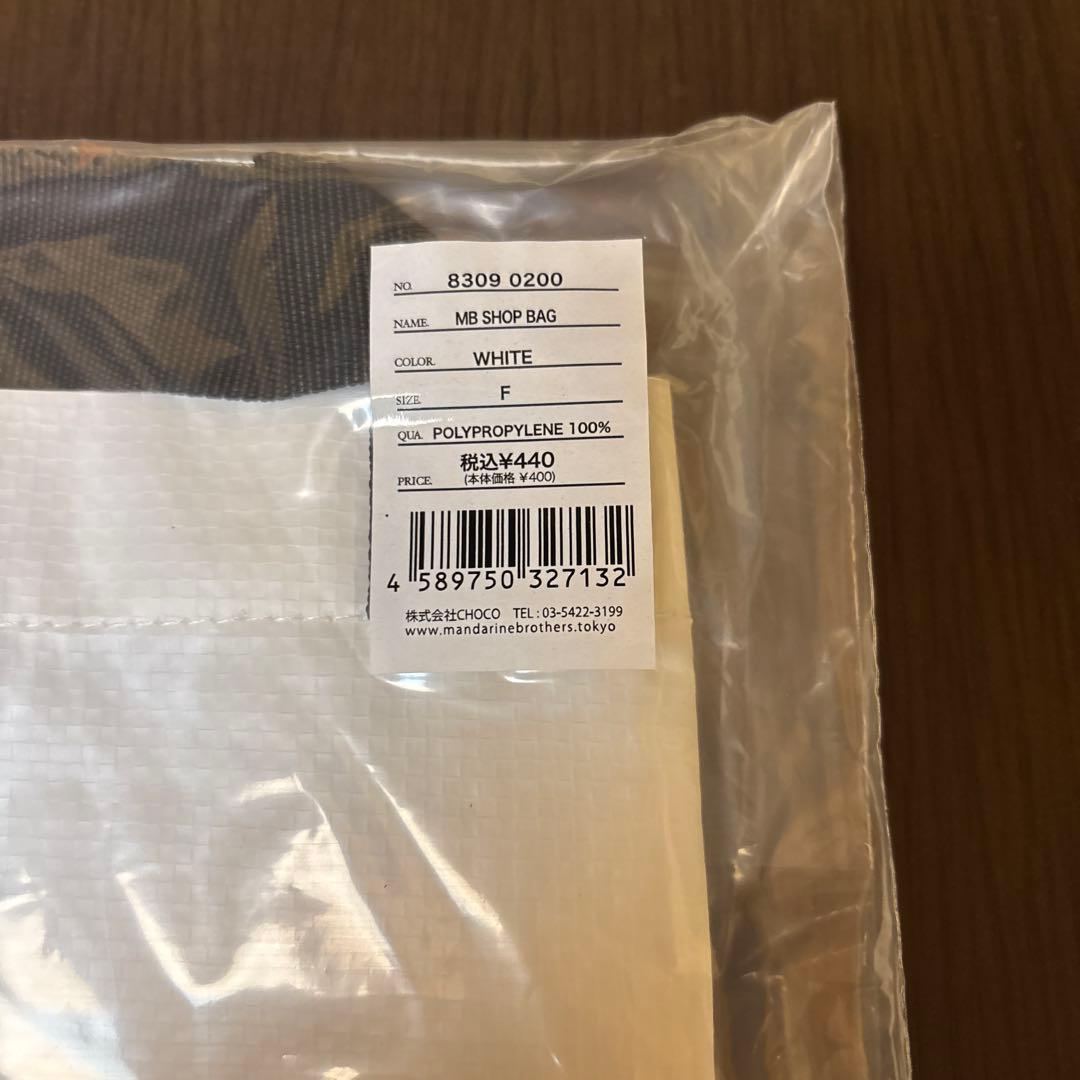 NO. 8309 0200
NAME. MB SHOP BAG
COLOR. WHITE
SIZE. F
QUA. POLYPROPYLENE 100%
税込¥440
PRICE. (本体価格 ¥400)
4 589750 327132
株式会社CHOCO TEL : 03-5422-3199
www.mandarinebrothers.tokyo